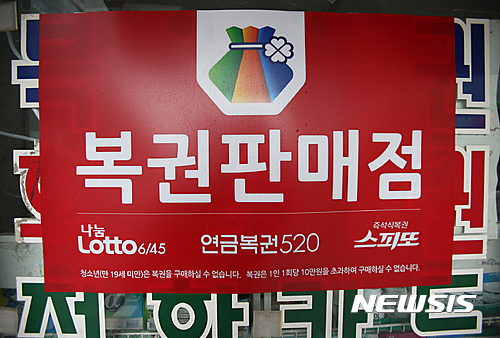 복권판매점
나눔 Lotto 6/45
연금복권520
즉석식복권 스피또
청소년(만 19세 미만)은 복권을 구매하실 수 없습니다. 복권은 1인 1회당 10만원을 초과하여 구매하실 수 없습니다.
NEWSIS